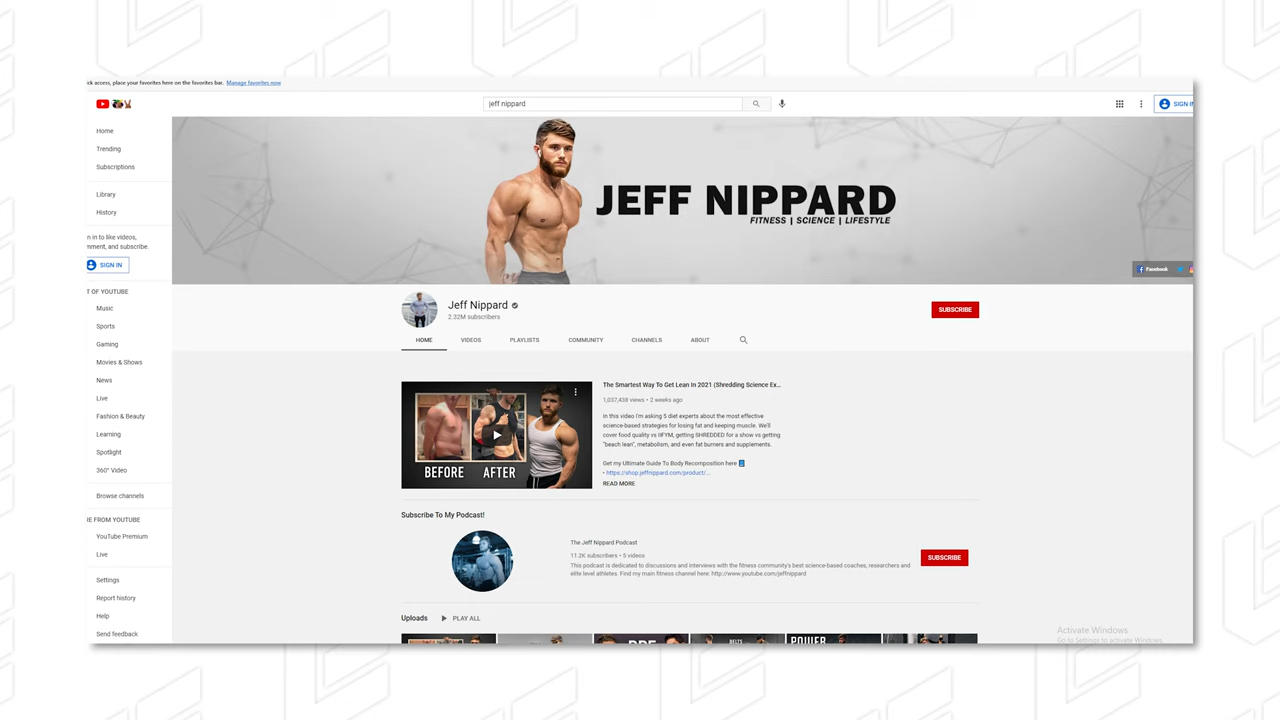 ick access, place your favorites here on the favorites bar. Manage favorites now
jeff nippard
SIGN IN
Home
Trending
Subscriptions
Library
History
n in to like videos,
mment, and subscribe.
SIGN IN
T OF YOUTUBE
Music
Sports
Gaming
Movies & Shows
News
Live
Fashion & Beauty
Learning
Spotlight
360° Video
Browse channels
RE FROM YOUTUBE
YouTube Premium
Live
Settings
Report history
Help
Send feedback
JEFF NIPPARD
FITNESS | SCIENCE | LIFESTYLE
Facebook
Jeff Nippard
2.32M subscribers
SUBSCRIBE
HOME VIDEOS PLAYLISTS COMMUNITY CHANNELS ABOUT
BEFORE AFTER
The Smartest Way To Get Lean In 2021 (Shredding Science Ex...
1,037,438 views • 2 weeks ago
In this video I'm asking 5 diet experts about the most effective
science-based strategies for losing fat and keeping muscle. We'll
cover food quality vs IIFYM, getting SHREDDED for a show vs getting
"beach lean", metabolism, and even fat burners and supplements.
Get my Ultimate Guide To Body Recomposition here
• https://shop.jeffnippard.com/product/...
READ MORE
Subscribe To My Podcast!
The Jeff Nippard Podcast
11.2K subscribers • 5 videos
This podcast is dedicated to discussions and interviews with the fitness community's best science-based coaches, researchers and
elite level athletes. Find my main fitness channel here: http://www.youtube.com/jeffnippard
SUBSCRIBE
Uploads PLAY ALL
BELTS
POWER
Activate Windows
Go to Settings to activate Windows.